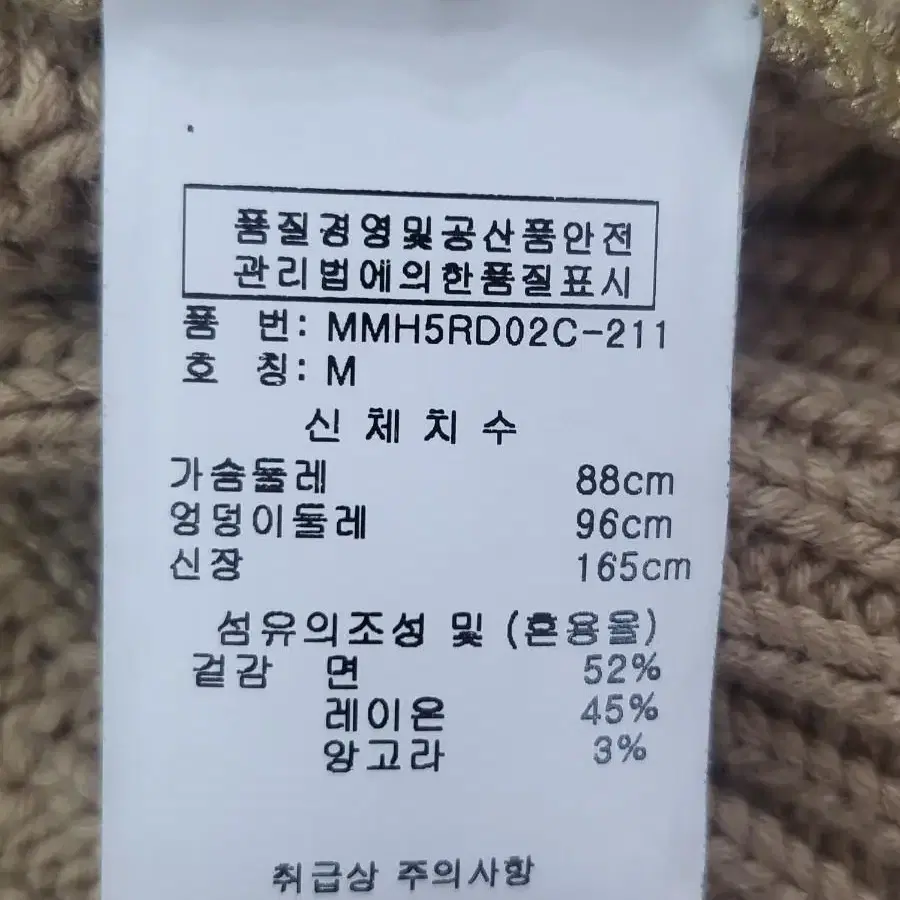 품질경영및공산품안전
관리법에의한품질표시
품 번: MMH5RD02C-211
호 칭: M
신체치수
가슴둘레 88cm
엉덩이둘레 96cm
신장 165cm
섬유의조성 및 (혼용율)
겉감 면 52%
레이온 45%
앙고라 3%
취급상 주의사항